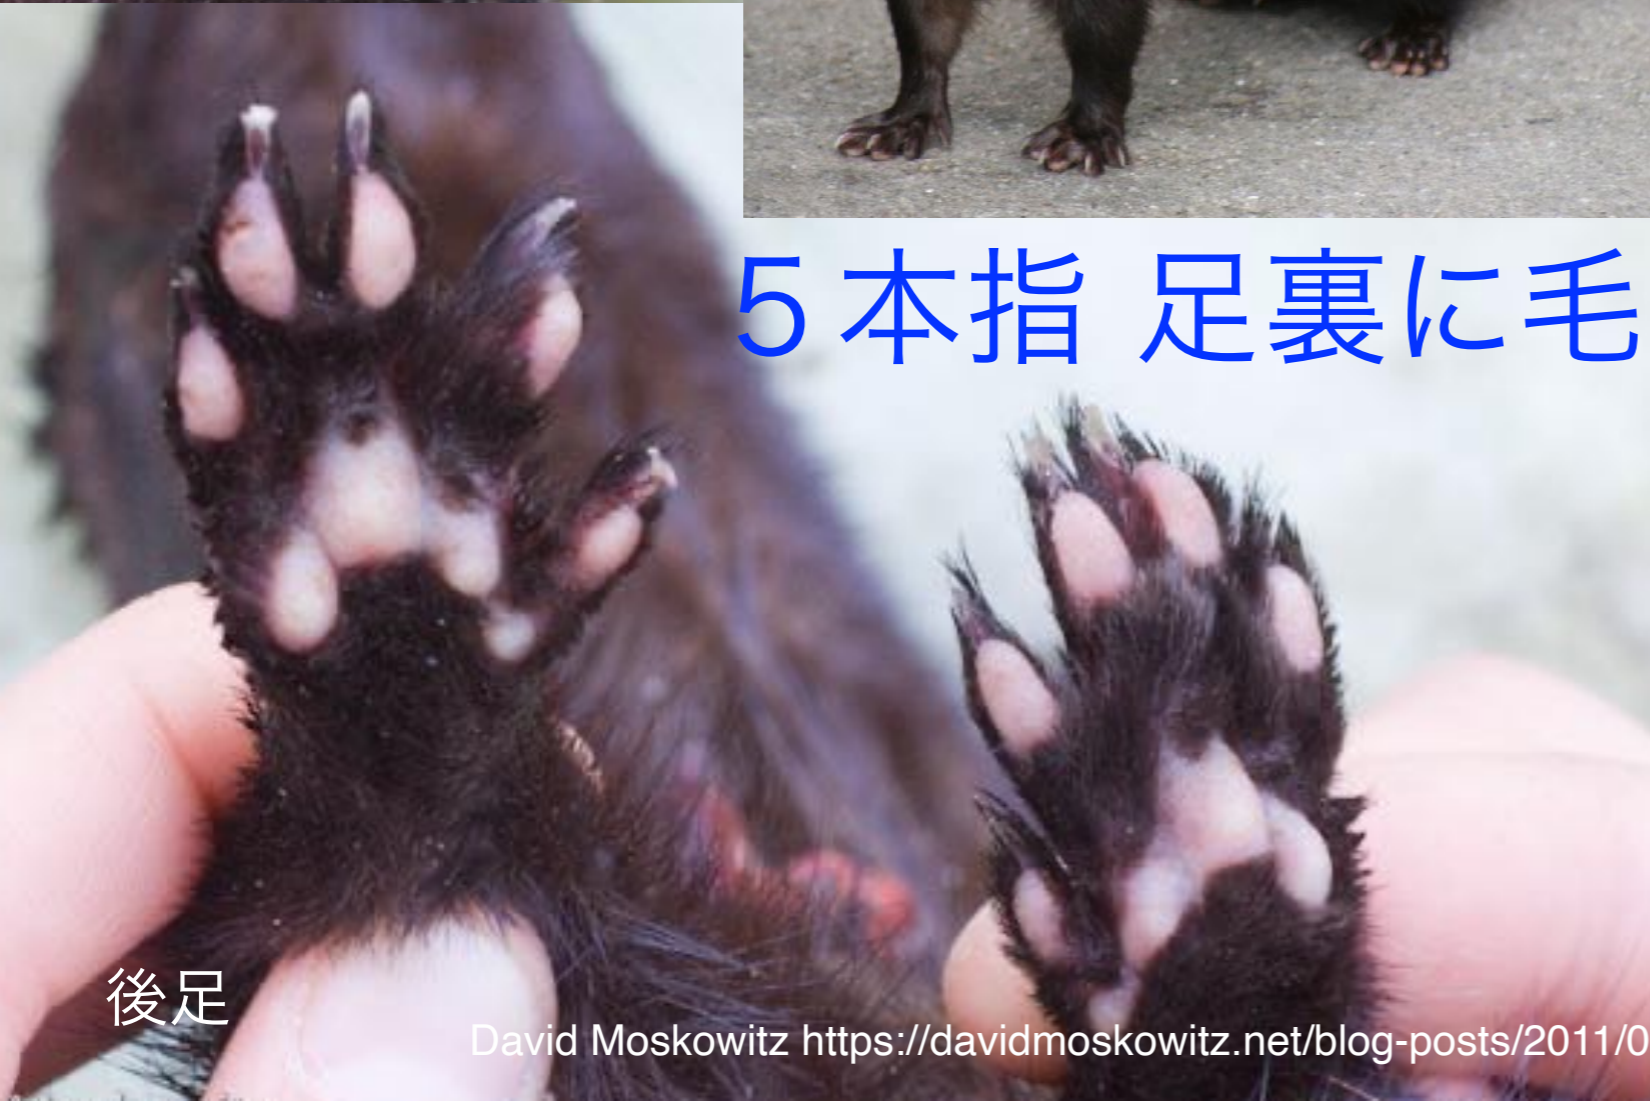 ５本指 足裏に毛
後足
David Moskowitz https://davidmoskowitz.net/blog-posts/2011/0